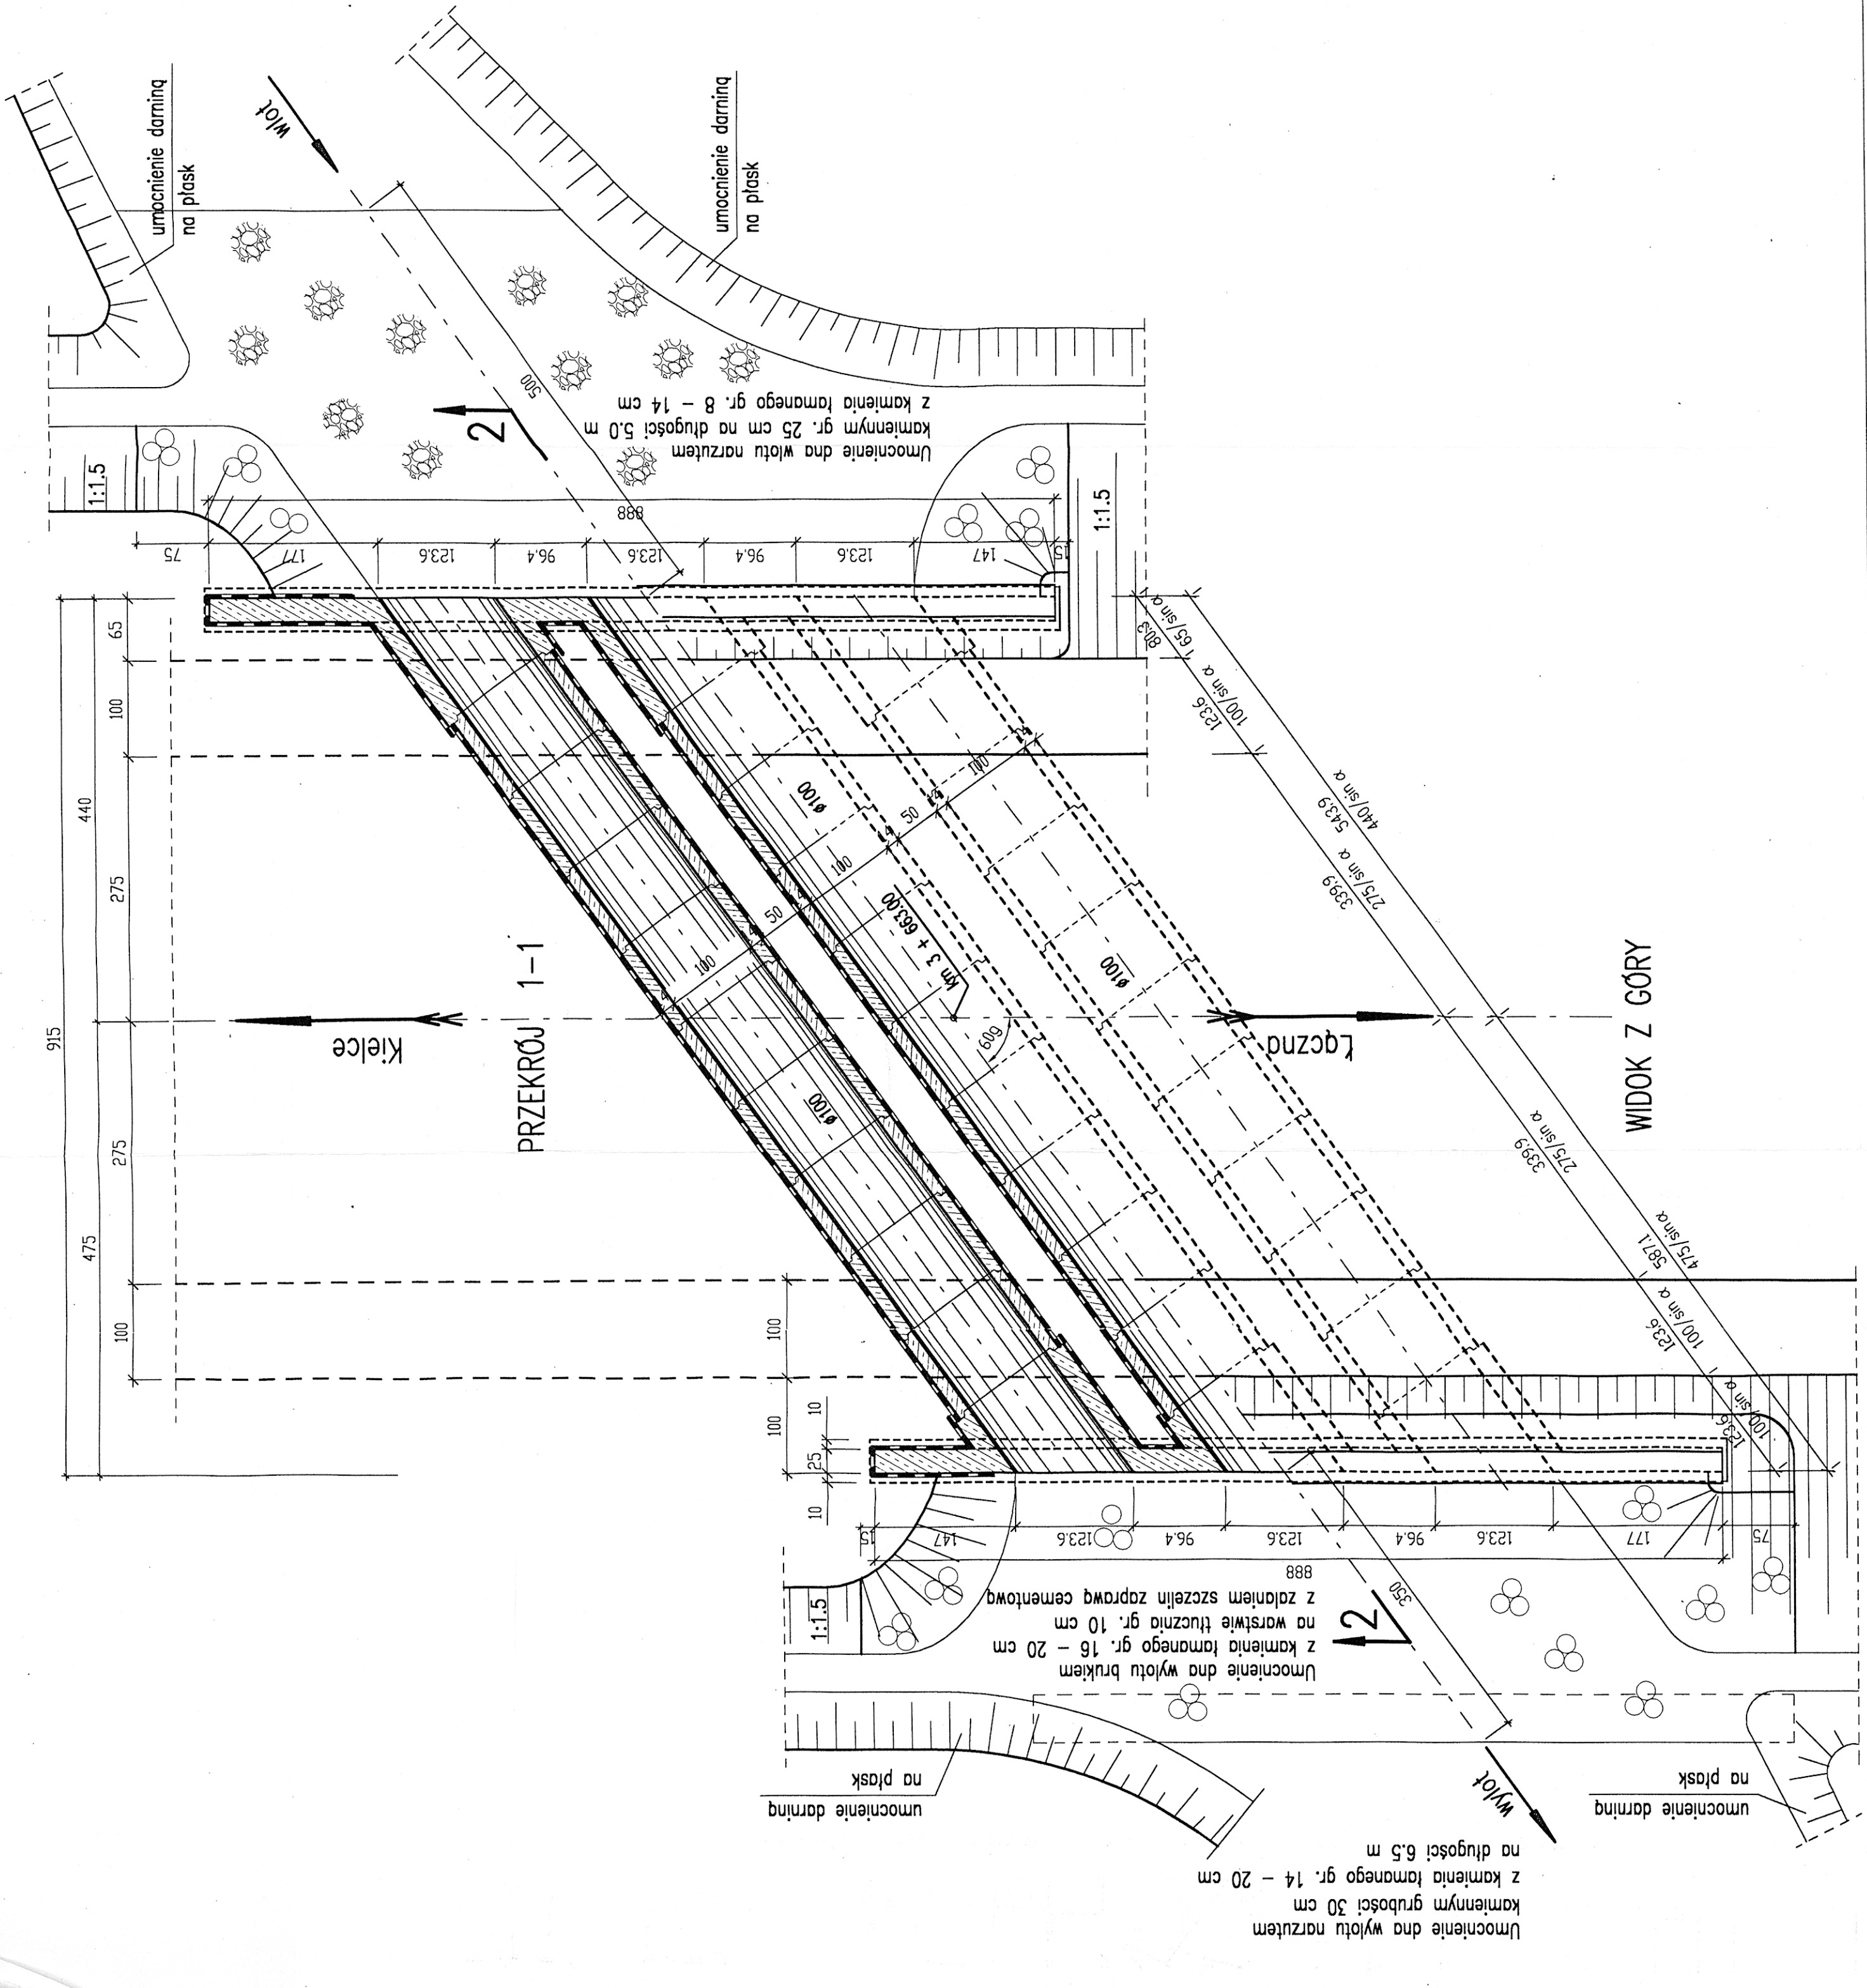 umocnienie darniną
na płask
wlot
umocnienie darniną
na płask
500
Umocnienie dna wlotu narzutem
kamiennym gr. 25 cm na długości 5.0 m
z kamienia łamanego gr. 8 – 14 cm
2
1:1.5
1:1.5
888
75
177
123.6
96.4
123.6
96.4
123.6
147
15
915
440
475
65
100
275
275
100
Kielce
PRZEKRÓJ 1-1
Łączna
WIDOK Z GÓRY
ø100
ø100
ø100
100
50
100
50
100
km 3 + 663.00
60g
80.3
65/sin α
123.6
100/sin α
543.9
440/sin α
339.9
275/sin α
339.9
275/sin α
587.1
475/sin α
123.6
100/sin α
123.6
100/sin α
100
100
10
25
10
15
147
123.6
96.4
123.6
96.4
123.6
177
75
888
1:1.5
350
2
Umocnienie dna wylotu brukiem
z kamienia łamanego gr. 16 – 20 cm
na warstwie tłucznia gr. 10 cm
z zalaniem szczelin zaprawą cementową
umocnienie darniną
na płask
wylot
umocnienie darniną
na płask
Umocnienie dna wylotu narzutem
kamiennym grubości 30 cm
z kamienia łamanego gr. 14 – 20 cm
na długości 6.5 m